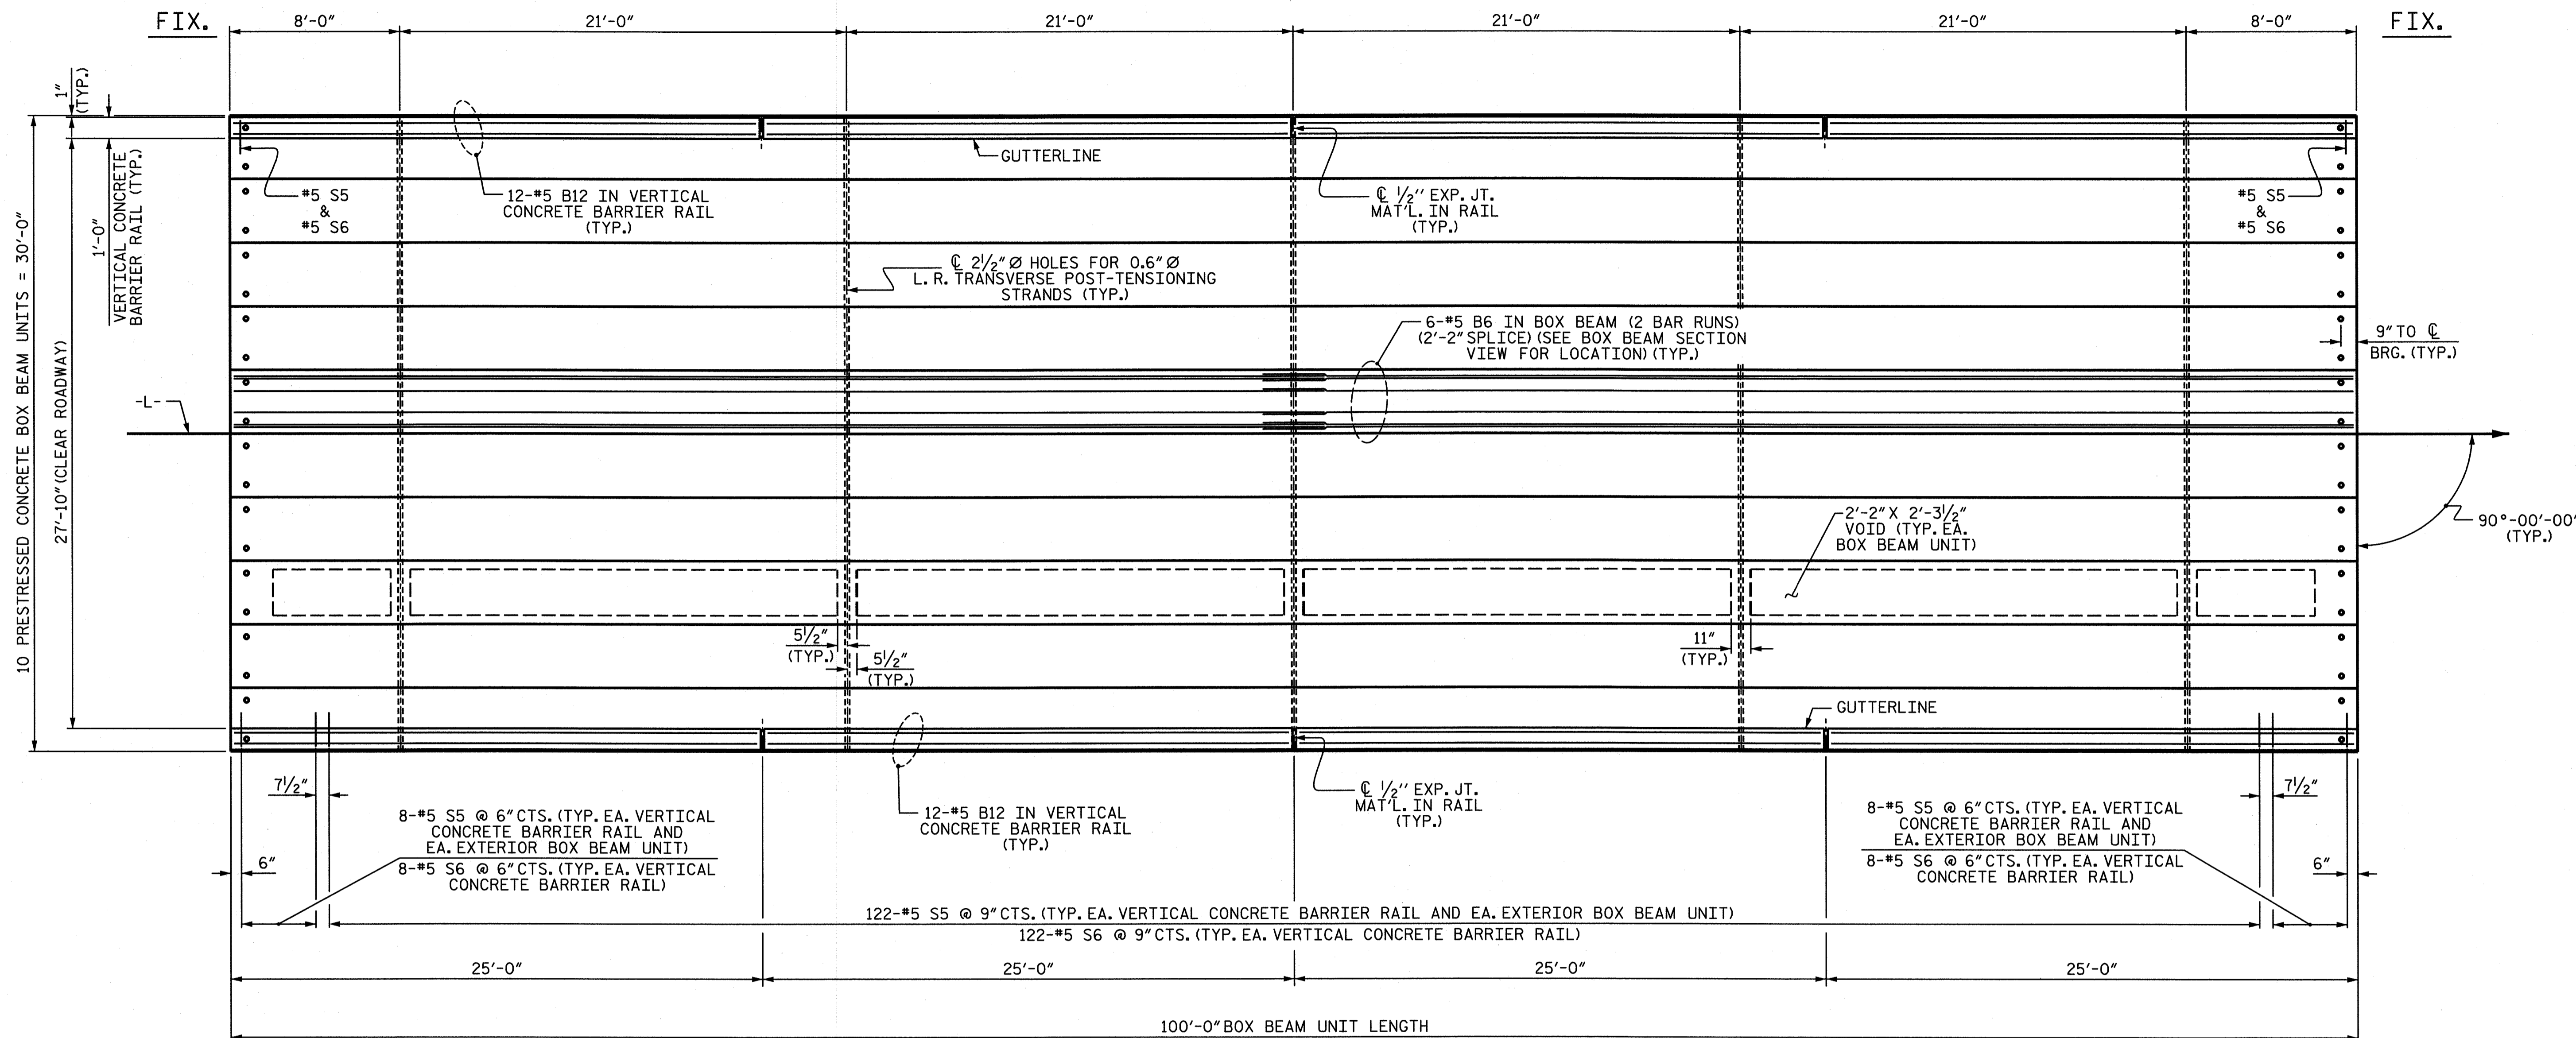 FIX.
8'-0"
21'-0"
21'-0"
21'-0"
21'-0"
8'-0"
FIX.
1"
(TYP.)
1'-0"
VERTICAL CONCRETE
BARRIER RAIL (TYP.)
10 PRESTRESSED CONCRETE BOX BEAM UNITS = 30'-0"
27'-10" (CLEAR ROADWAY)
GUTTERLINE
#5 S5
&
#5 S6
12-#5 B12 IN VERTICAL
CONCRETE BARRIER RAIL
(TYP.)
℄ 1/2'' EXP. JT.
MAT'L. IN RAIL
(TYP.)
#5 S5
&
#5 S6
℄ 2 1/2" Ø HOLES FOR 0.6" Ø
L.R. TRANSVERSE POST-TENSIONING
STRANDS (TYP.)
6-#5 B6 IN BOX BEAM (2 BAR RUNS)
(2'-2" SPLICE) (SEE BOX BEAM SECTION
VIEW FOR LOCATION) (TYP.)
9" TO ℄
BRG. (TYP.)
-L-
2'-2" X 2'-3 1/2"
VOID (TYP. EA.
BOX BEAM UNIT)
90°-00'-00'
(TYP.)
5 1/2"
(TYP.)
5 1/2"
(TYP.)
11"
(TYP.)
GUTTERLINE
7 1/2"
8-#5 S5 @ 6" CTS. (TYP. EA. VERTICAL
CONCRETE BARRIER RAIL AND
EA. EXTERIOR BOX BEAM UNIT)
8-#5 S6 @ 6" CTS. (TYP. EA. VERTICAL
CONCRETE BARRIER RAIL)
6"
12-#5 B12 IN VERTICAL
CONCRETE BARRIER RAIL
(TYP.)
℄ 1/2'' EXP. JT.
MAT'L. IN RAIL
(TYP.)
7 1/2"
8-#5 S5 @ 6" CTS. (TYP. EA. VERTICAL
CONCRETE BARRIER RAIL AND
EA. EXTERIOR BOX BEAM UNIT)
8-#5 S6 @ 6" CTS. (TYP. EA. VERTICAL
CONCRETE BARRIER RAIL)
6"
122-#5 S5 @ 9" CTS. (TYP. EA. VERTICAL CONCRETE BARRIER RAIL AND EA. EXTERIOR BOX BEAM UNIT)
122-#5 S6 @ 9" CTS. (TYP. EA. VERTICAL CONCRETE BARRIER RAIL)
25'-0"
25'-0"
25'-0"
25'-0"
100'-0" BOX BEAM UNIT LENGTH